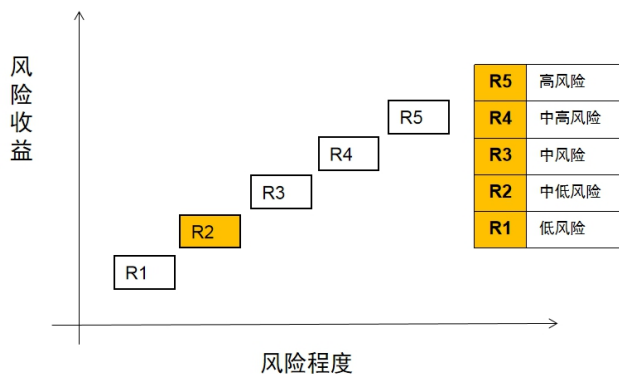 风险收益
R5
R4
R3
R2
R1
风险程度
R5 高风险
R4 中高风险
R3 中风险
R2 中低风险
R1 低风险